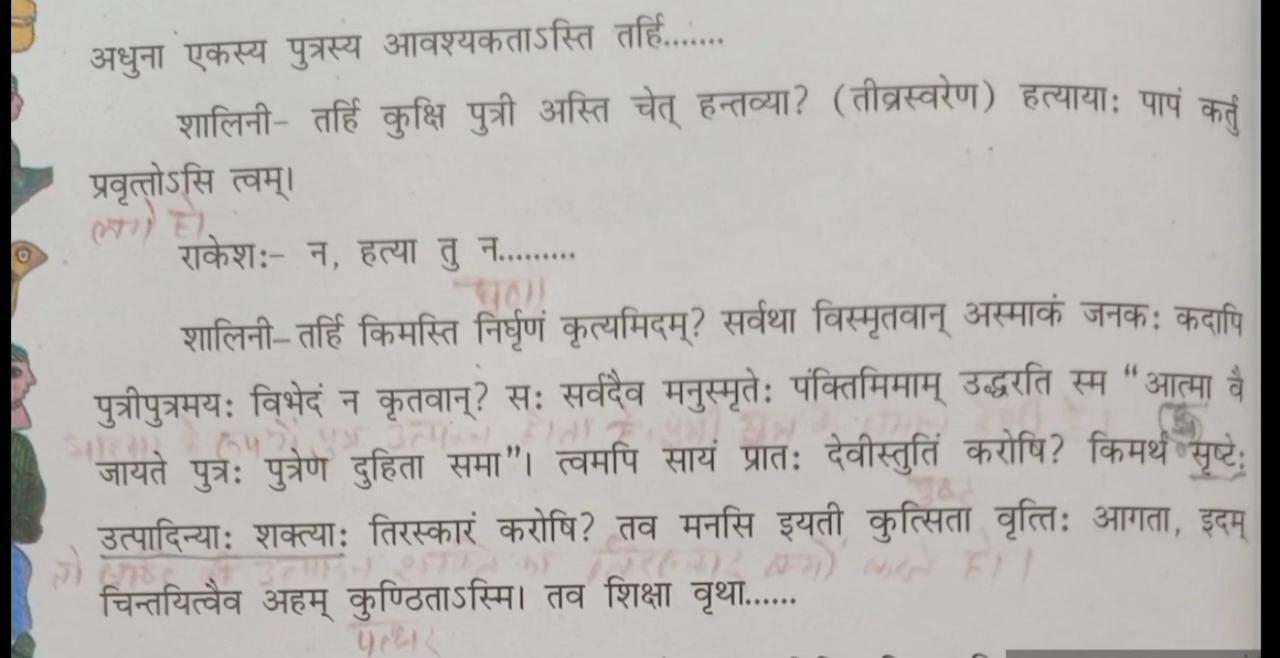 अधुना एकस्य पुत्रस्य आवश्यकताऽस्ति तर्हि.......
शालिनी- तर्हि कुक्षि पुत्री अस्ति चेत् हन्तव्या? (तीव्रस्वरेण) हत्यायाः पापं कर्तुं
प्रवृत्तोऽसि त्वम्।
लगे हो
राकेशः- न, हत्या तु न.........
शालिनी- तर्हि किमस्ति निर्घृणं कृत्यमिदम्? सर्वथा विस्मृतवान् अस्माकं जनकः कदापि
पुत्रीपुत्रमयः विभेदं न कृतवान्? सः सर्वदैव मनुस्मृतेः पंक्तिमिमाम् उद्धरति स्म “आत्मा वै
जायते पुत्रः पुत्रेण दुहिता समा”। त्वमपि सायं प्रातः देवीस्तुतिं करोषि? किमर्थं सृष्टेः
उत्पादिन्याः शक्त्याः तिरस्कारं करोषि? तव मनसि इयती कुत्सिता वृत्तिः आगता, इदम्
चिन्तयित्वैव अहम् कुण्ठिताऽस्मि। तव शिक्षा वृथा......